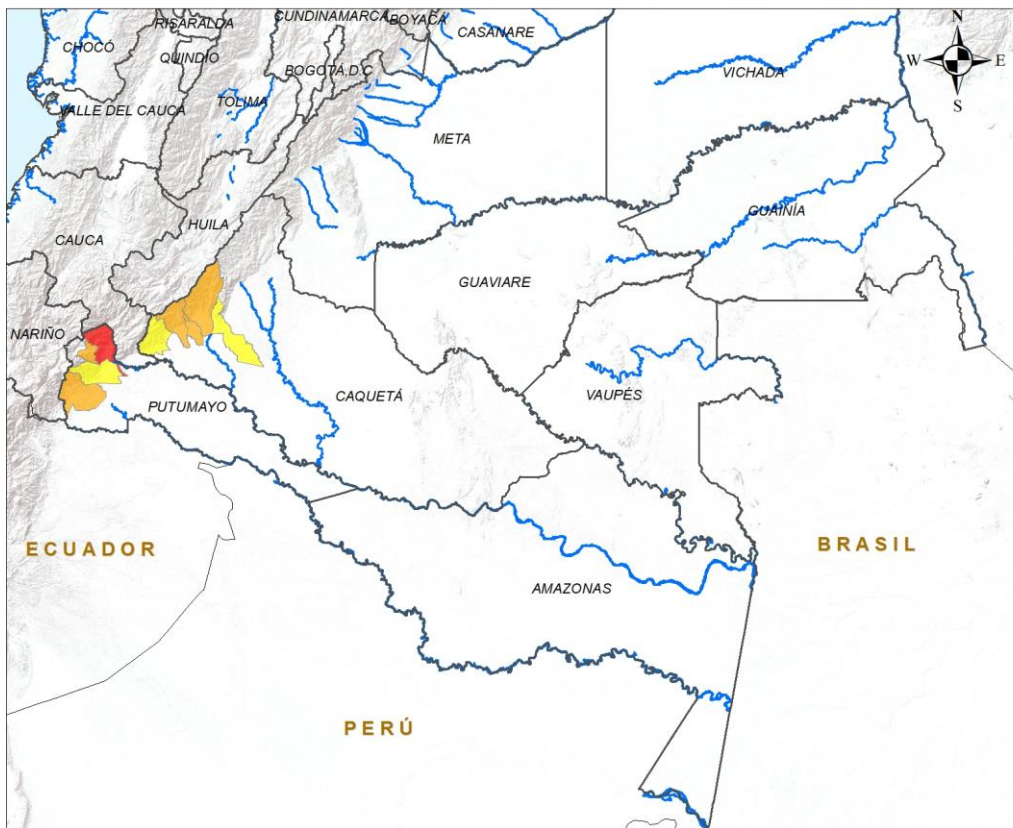 CUNDINAMARCA
BOYACÁ
RISARALDA
CASANARE
N
CHOCÓ
QUINDIO
BOGOTÁ,D.C
VICHADA
W
E
S
VALLE DEL CAUCA
TOLIMA
META
GUAINÍA
HUILA
CAUCA
GUAVIARE
NARIÑO
CAQUETÁ
VAUPÉS
PUTUMAYO
ECUADOR
BRASIL
AMAZONAS
PERÚ